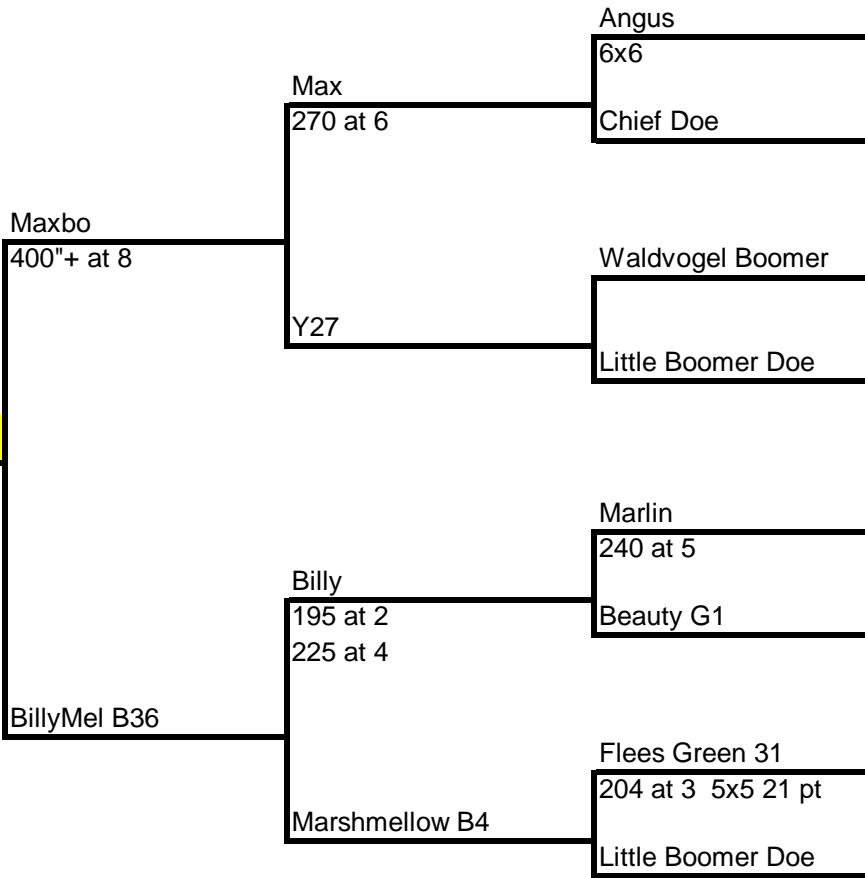 Angus
6x6
Max
270 at 6
Chief Doe
Maxbo
400"+ at 8
Waldvogel Boomer
Y27
Little Boomer Doe
Marlin
240 at 5
Billy
195 at 2
225 at 4
Beauty G1
BillyMel B36
Flees Green 31
204 at 3  5x5 21 pt
Marshmellow B4
Little Boomer Doe